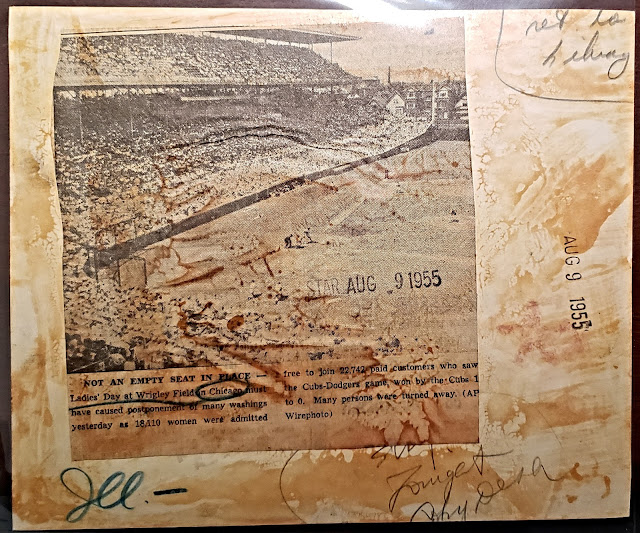 ret to
library
STAR AUG 9 1955
AUG 9 1955
NOT AN EMPTY SEAT IN PLACE —
Ladies' Day at Wrigley Field in Chicago must
have caused postponement of many washings
yesterday as 18,110 women were admitted
free to join 22,742 paid customers who saw
the Cubs-Dodgers game, won by the Cubs 1
to 0. Many persons were turned away. (AP
Wirephoto)
Ill. —